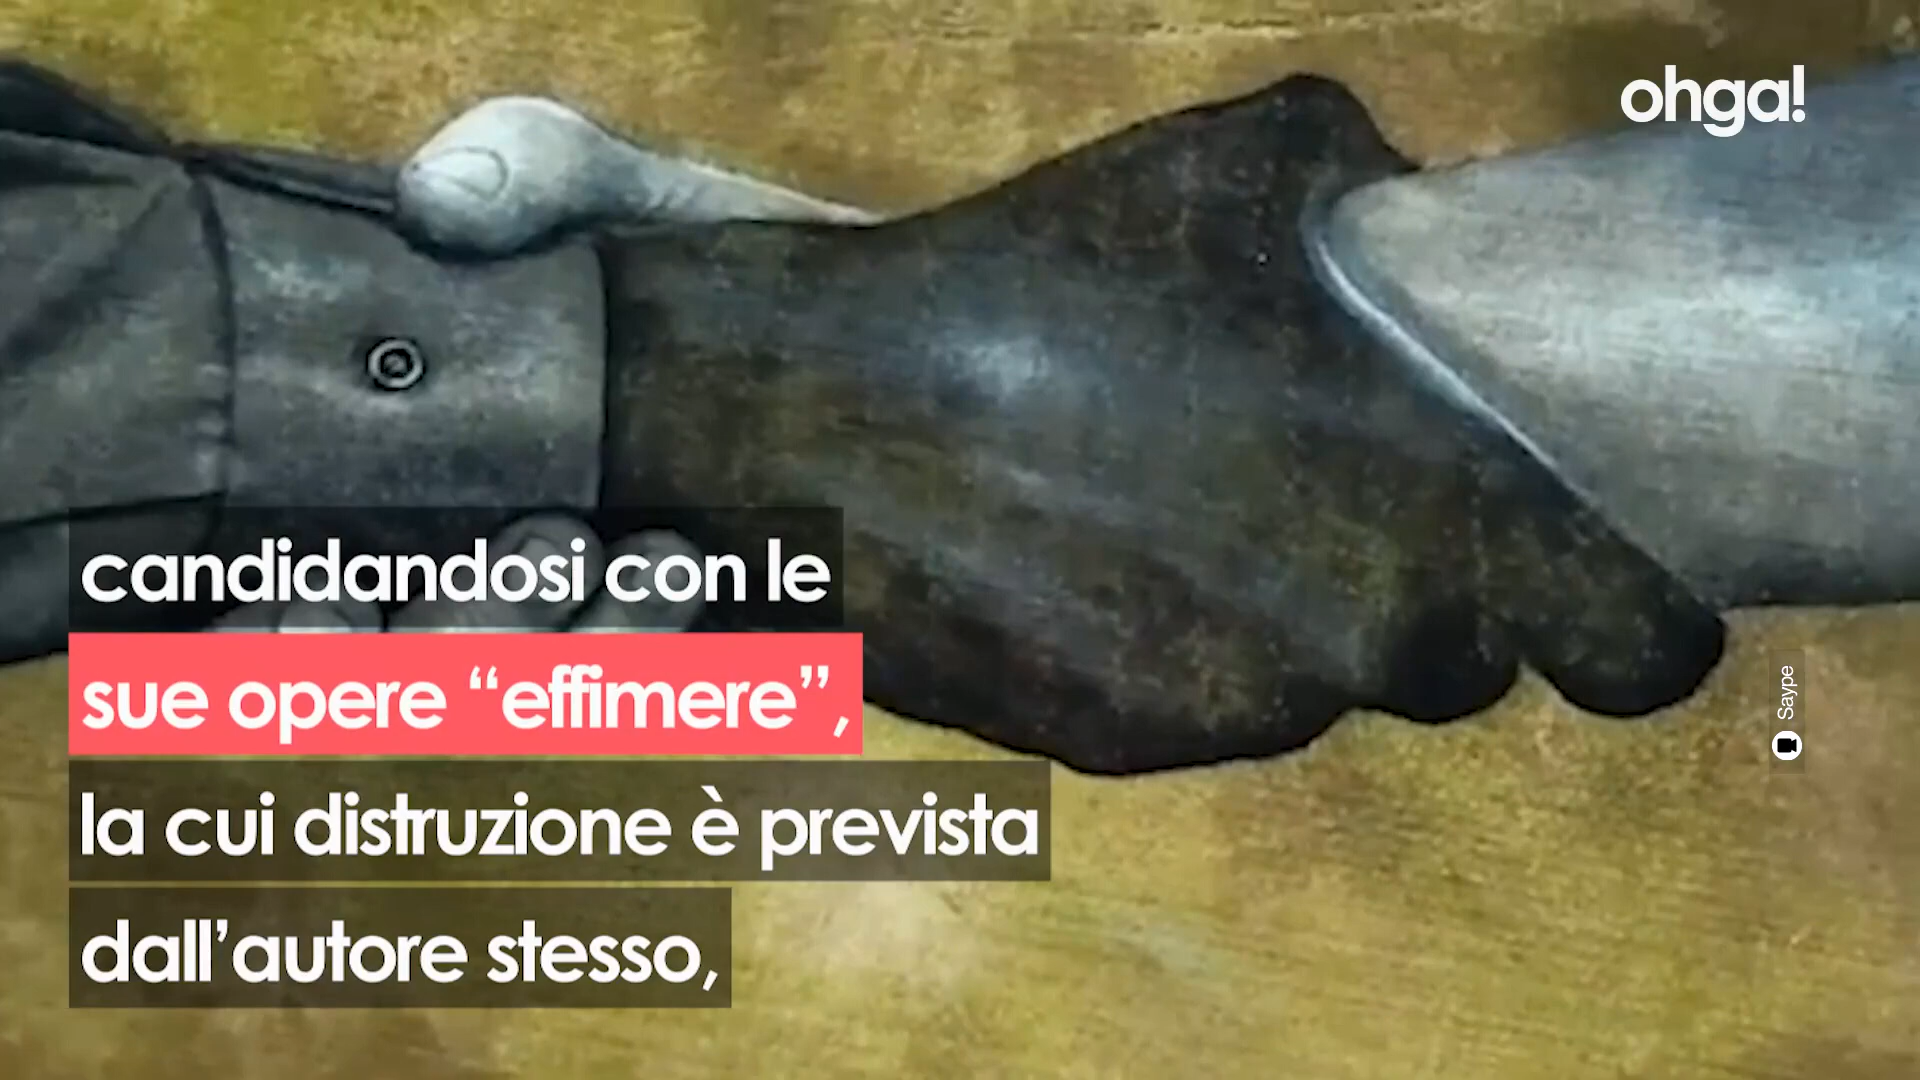 ohga!
candidandosi con le
sue opere “effimere”,
la cui distruzione è prevista
dall’autore stesso,
Saype